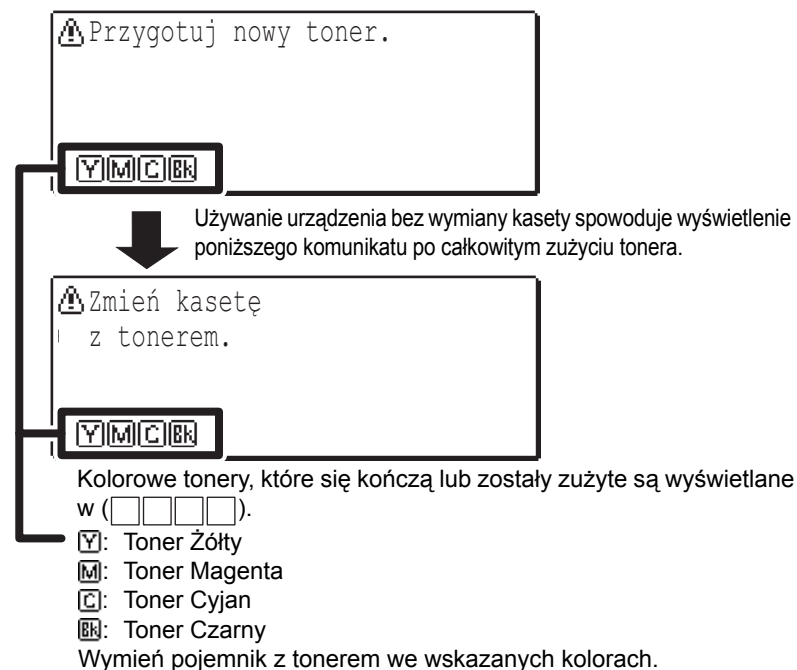 Przygotuj nowy toner.
Y M C Bk
Używanie urządzenia bez wymiany kasety spowoduje wyświetlenie
poniższego komunikatu po całkowitym zużyciu tonera.
Zmień kasetę
z tonerem.
Y M C Bk
Kolorowe tonery, które się kończą lub zostały zużyte są wyświetlane
w (□□□□).
Y: Toner Żółty
M: Toner Magenta
C: Toner Cyjan
Bk: Toner Czarny
Wymień pojemnik z tonerem we wskazanych kolorach.